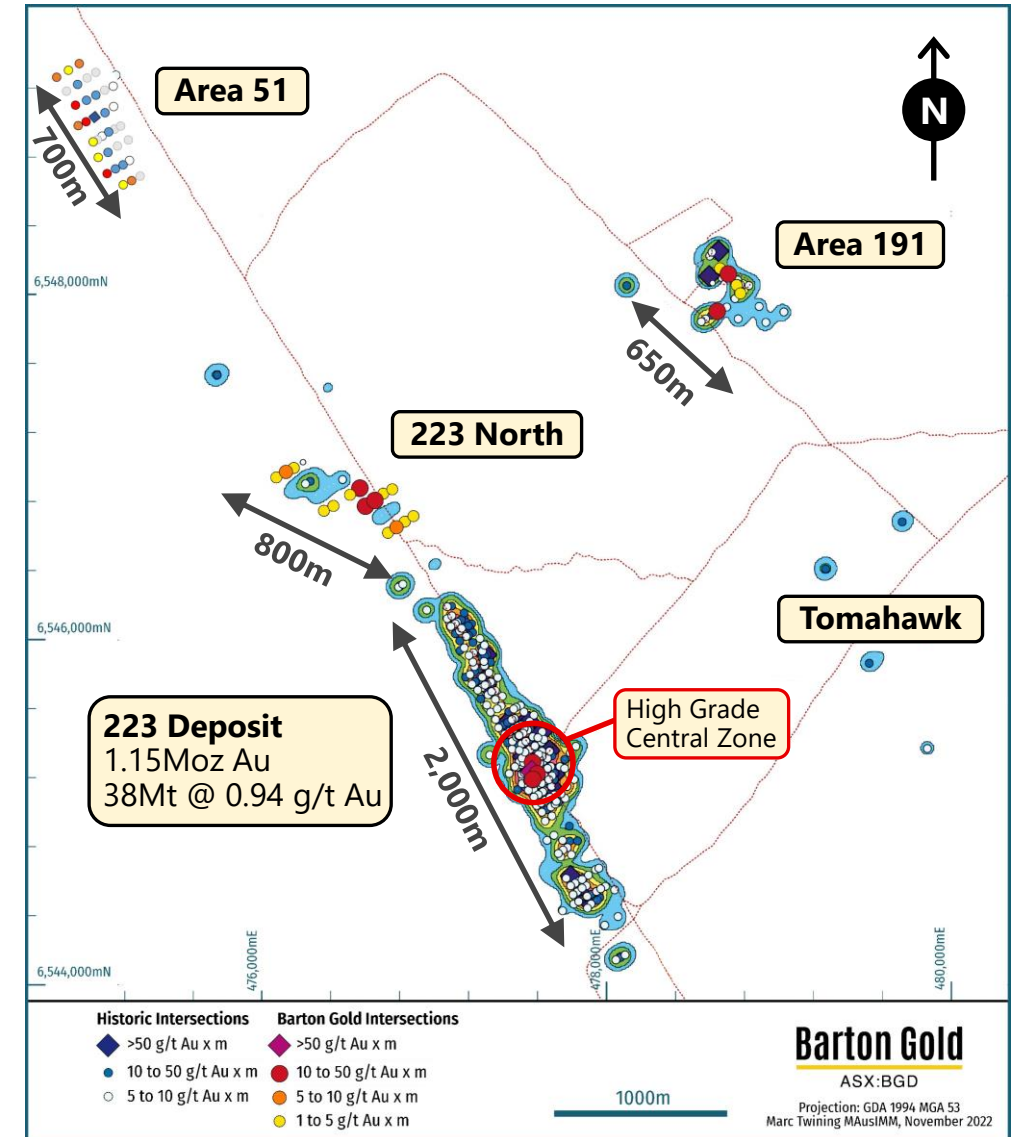 Area 51
N
700m
Area 191
6,548,000mN
650m
223 North
800m
Tomahawk
6,546,000mN
High Grade
Central Zone
223 Deposit
1.15Moz Au
38Mt @ 0.94 g/t Au
2,000m
476,000mE
478,000mE
480,000mE
6,544,000mN
Historic Intersections
>50 g/t Au x m
10 to 50 g/t Au x m
5 to 10 g/t Au x m
Barton Gold Intersections
>50 g/t Au x m
10 to 50 g/t Au x m
5 to 10 g/t Au x m
1 to 5 g/t Au x m
1000m
Barton Gold
ASX:BGD
Projection: GDA 1994 MGA 53
Marc Twining MAusIMM, November 2022